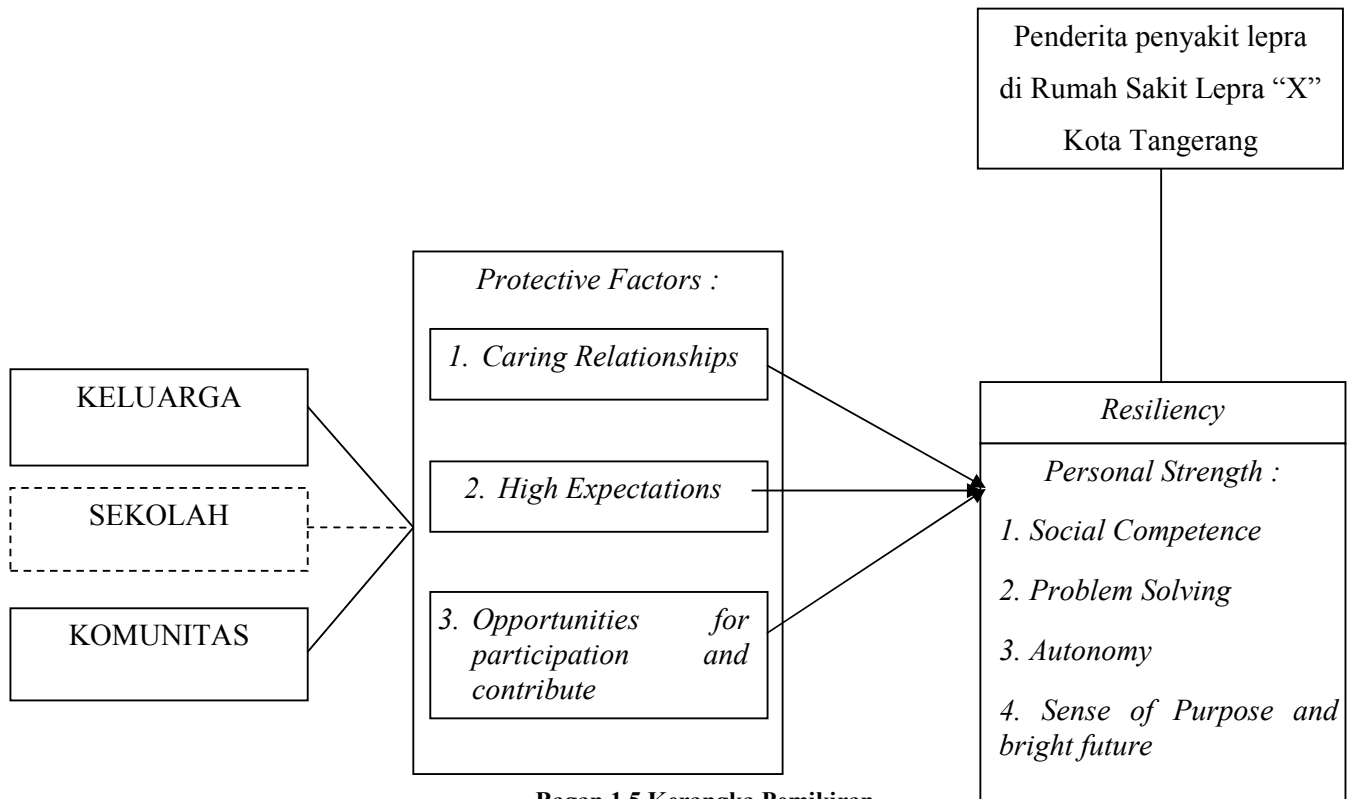 Penderita penyakit lepra
di Rumah Sakit Lepra “X”
Kota Tangerang
Protective Factors :
1. Caring Relationships
2. High Expectations
3. Opportunities for
participation and
contribute
KELUARGA
SEKOLAH
KOMUNITAS
Resiliency
Personal Strength :
1. Social Competence
2. Problem Solving
3. Autonomy
4. Sense of Purpose and
bright future
Bagan 1.5 Kerangka Pemikiran